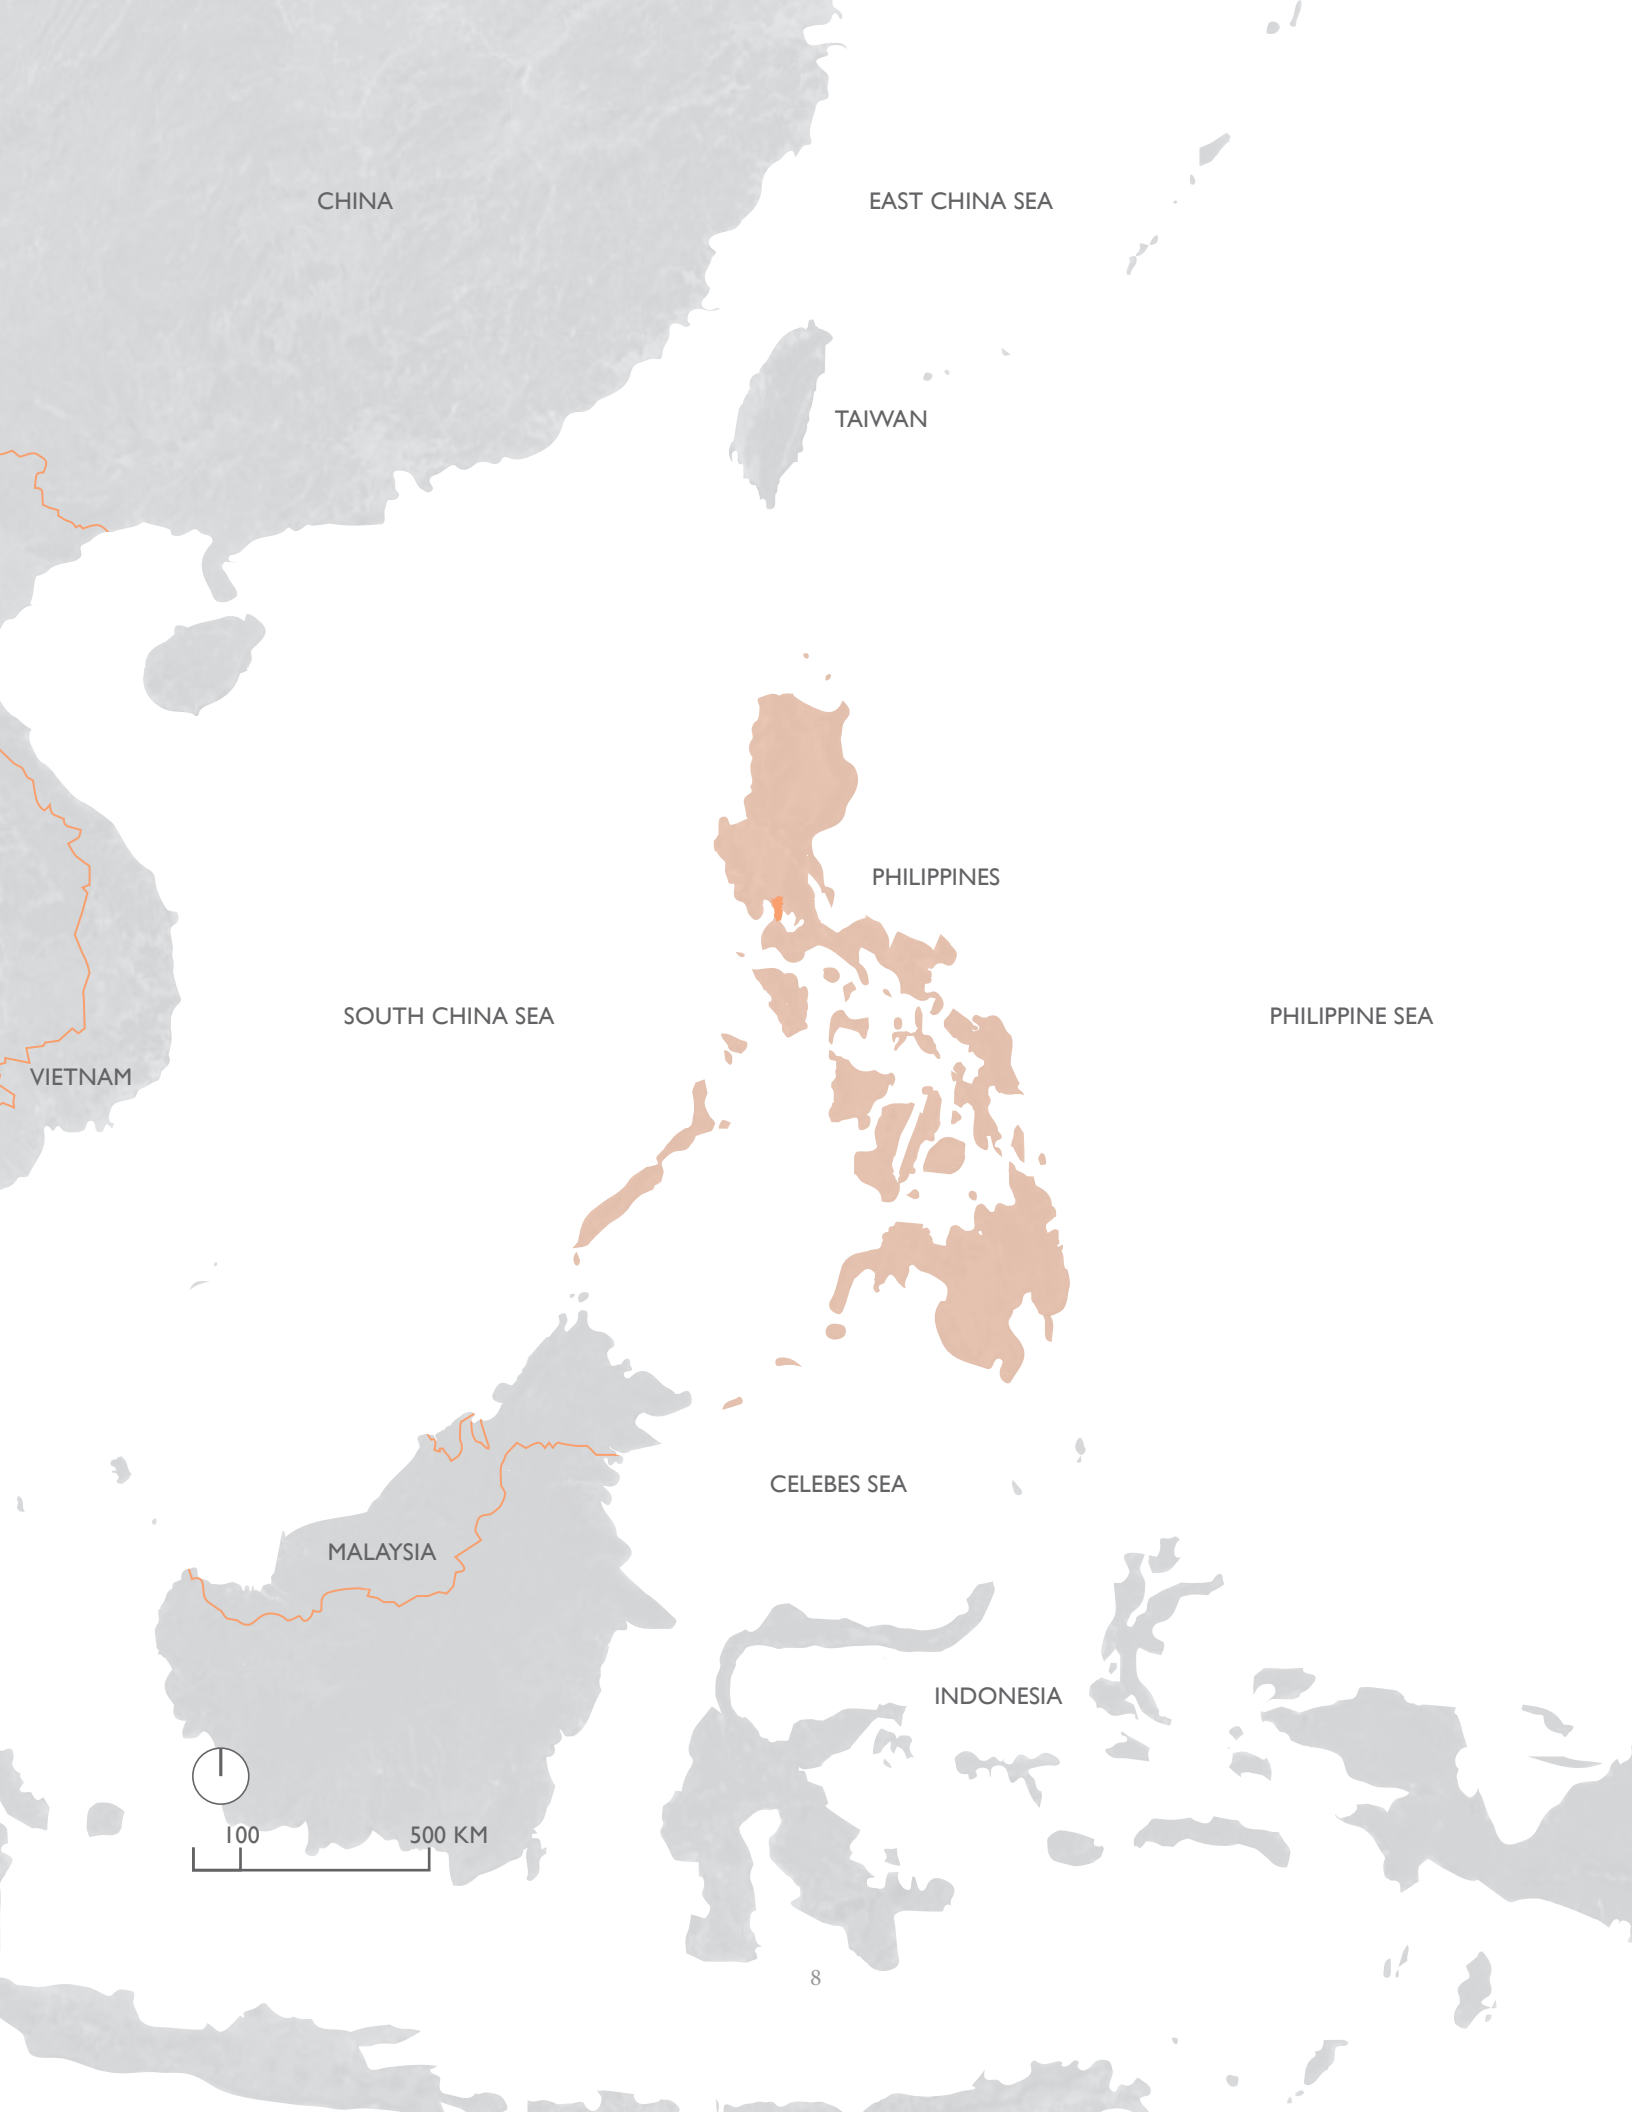 CHINA
EAST CHINA SEA
TAIWAN
PHILIPPINES
SOUTH CHINA SEA
PHILIPPINE SEA
VIETNAM
CELEBES SEA
MALAYSIA
INDONESIA
100
500 KM
8